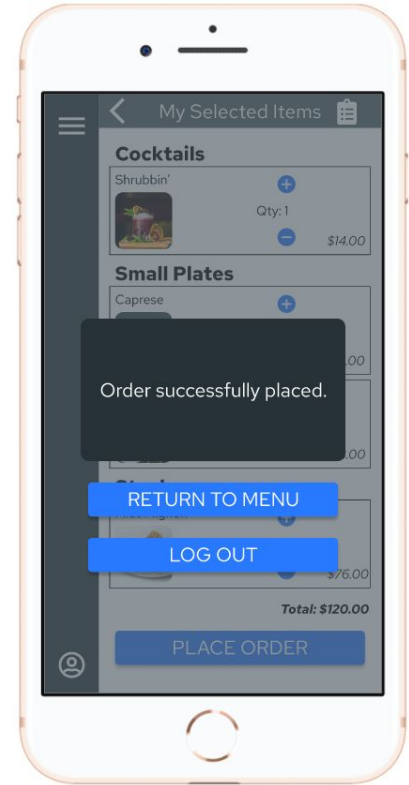 My Selected Items
Cocktails
Shrubbin'
Qty: 1
$14.00
Small Plates
Caprese
.00
Order successfully placed.
.00
RETURN TO MENU
LOG OUT
$76.00
Total: $120.00
PLACE ORDER